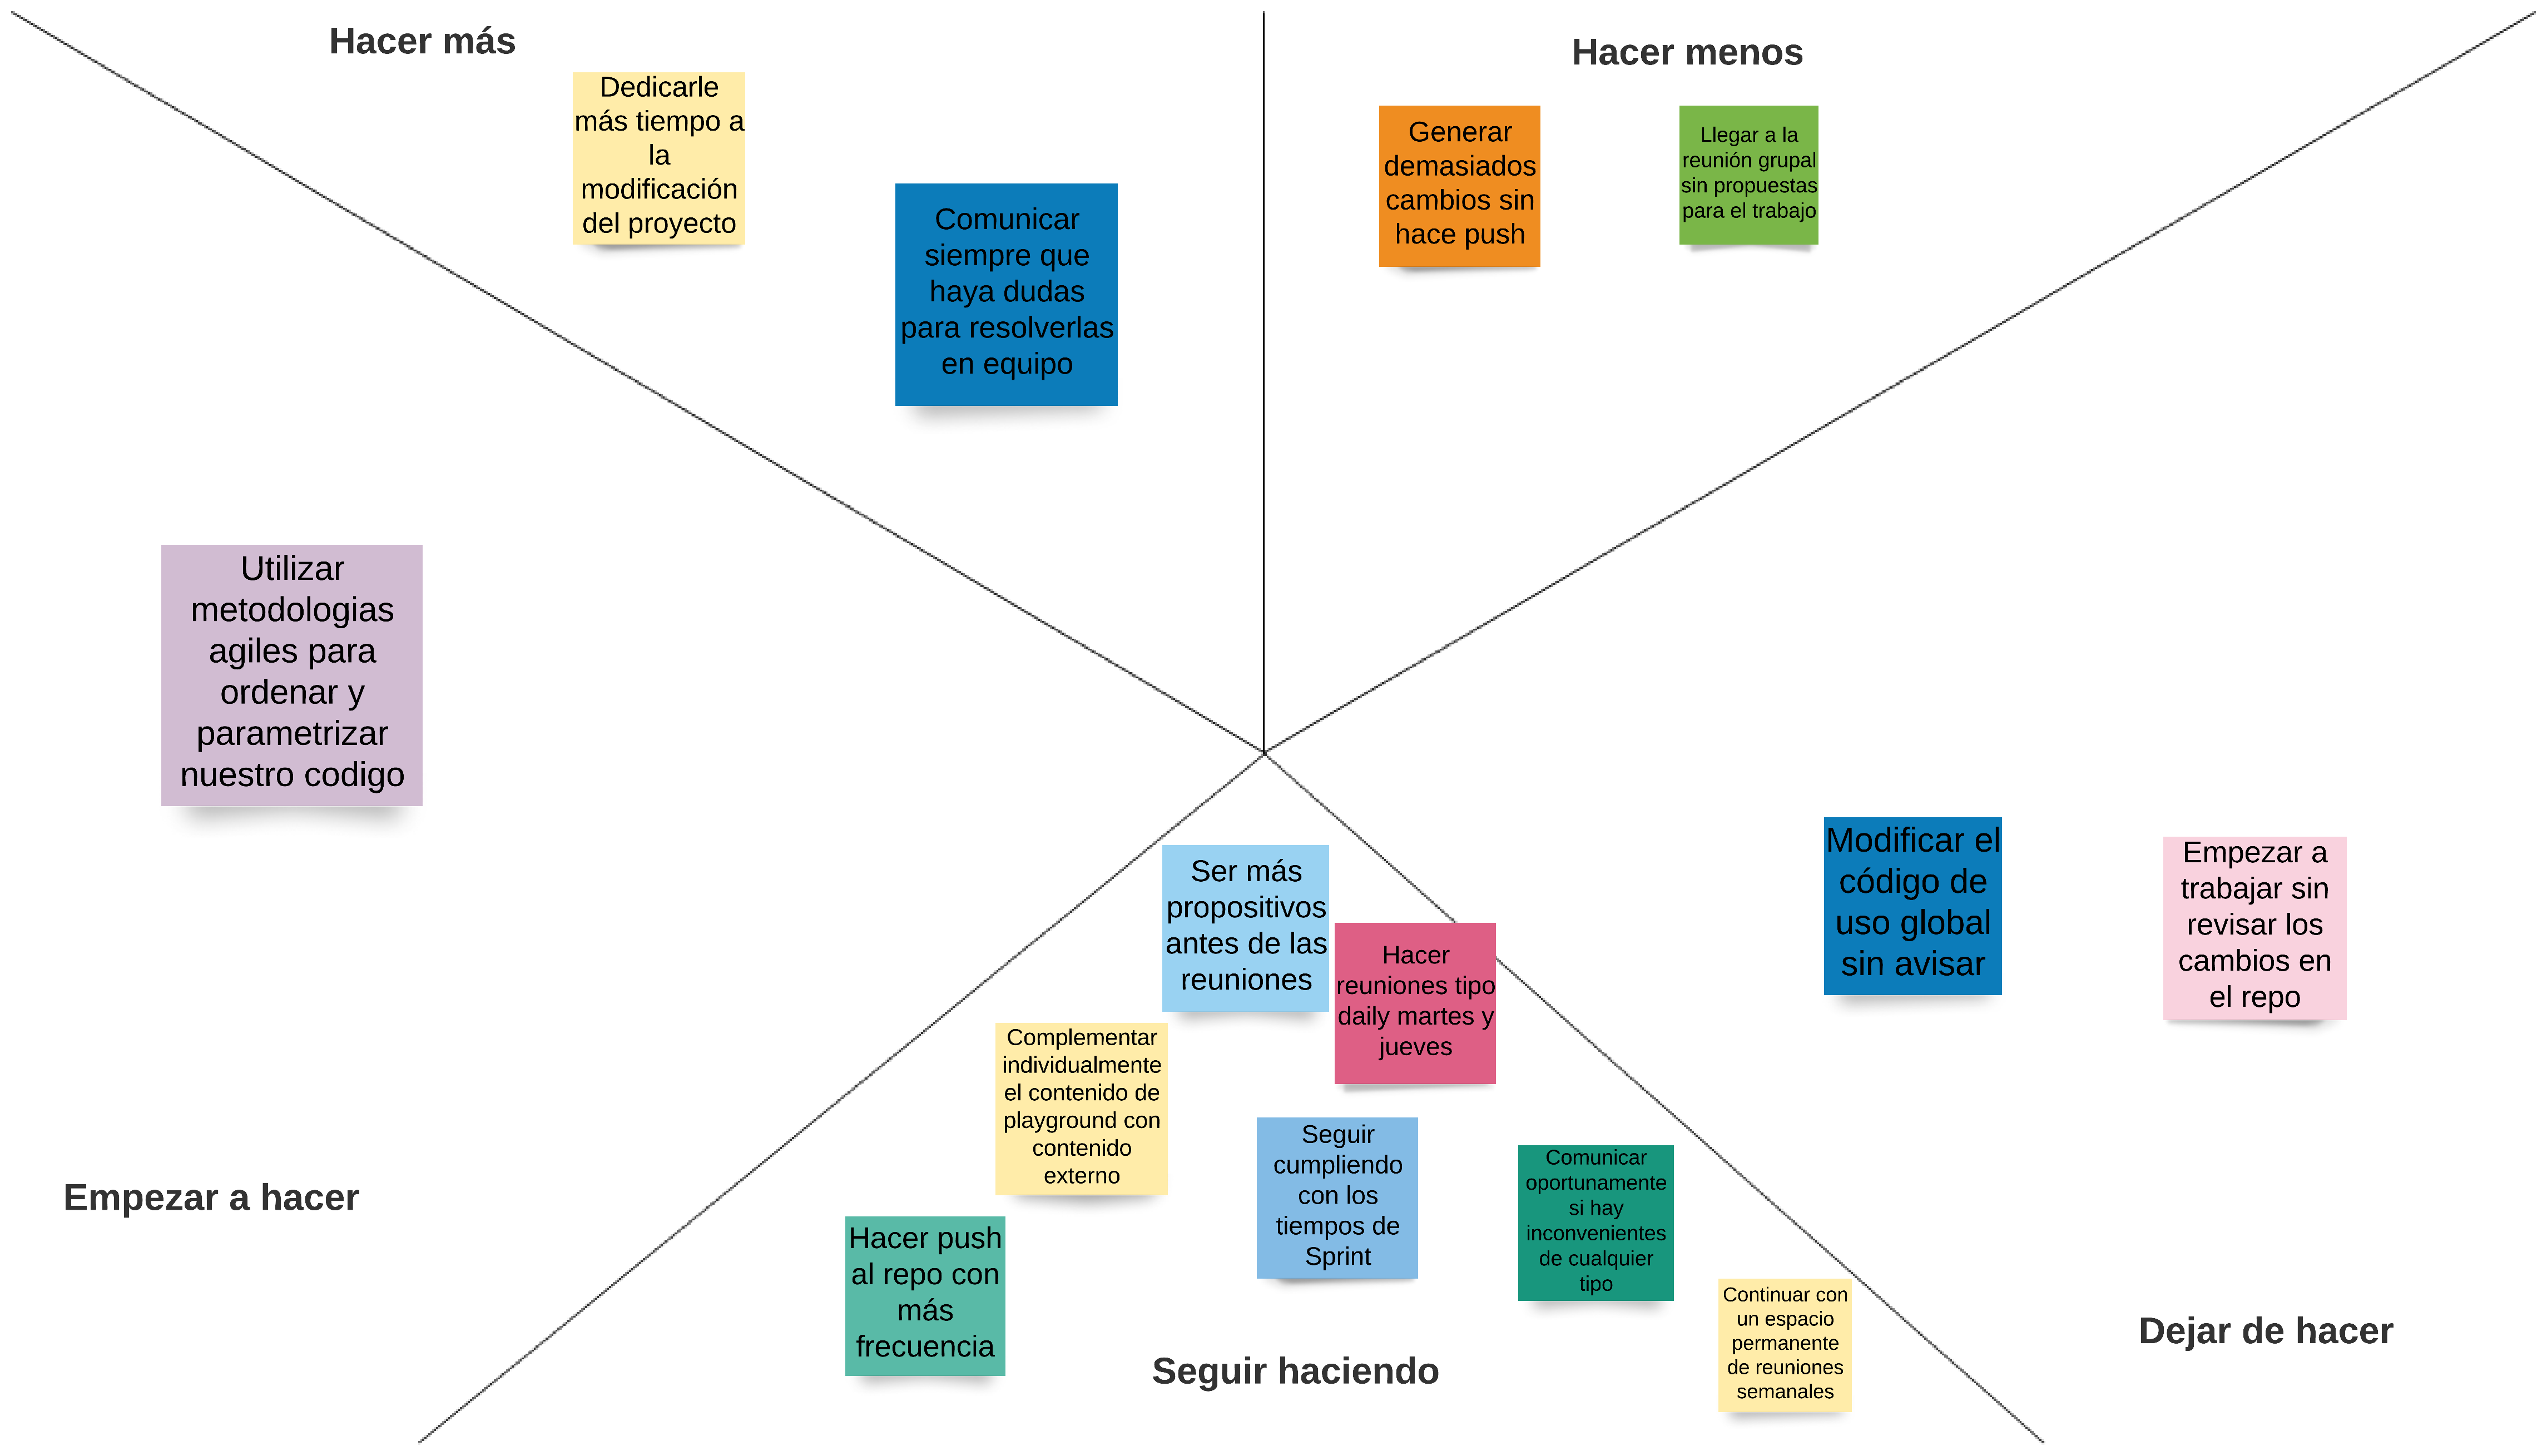 Hacer más
Dedicarle
más tiempo a
la
modificación
del proyecto
Comunicar
siempre que
haya dudas
para resolverlas
en equipo
Hacer menos
Generar
demasiados
cambios sin
hace push
Llegar a la
reunión grupal
sin propuestas
para el trabajo
Utilizar
metodologias
agiles para
ordenar y
parametrizar
nuestro codigo
Empezar a hacer
Ser más
propositivos
antes de las
reuniones
Hacer
reuniones tipo
daily martes y
jueves
Complementar
individualmente
el contenido de
playground con
contenido
externo
Seguir
cumpliendo
con los
tiempos de
Sprint
Comunicar
oportunamente
si hay
inconvenientes
de cualquier
tipo
Hacer push
al repo con
más
frecuencia
Continuar con
un espacio
permanente
de reuniones
semanales
Seguir haciendo
Modificar el
código de
uso global
sin avisar
Empezar a
trabajar sin
revisar los
cambios en
el repo
Dejar de hacer